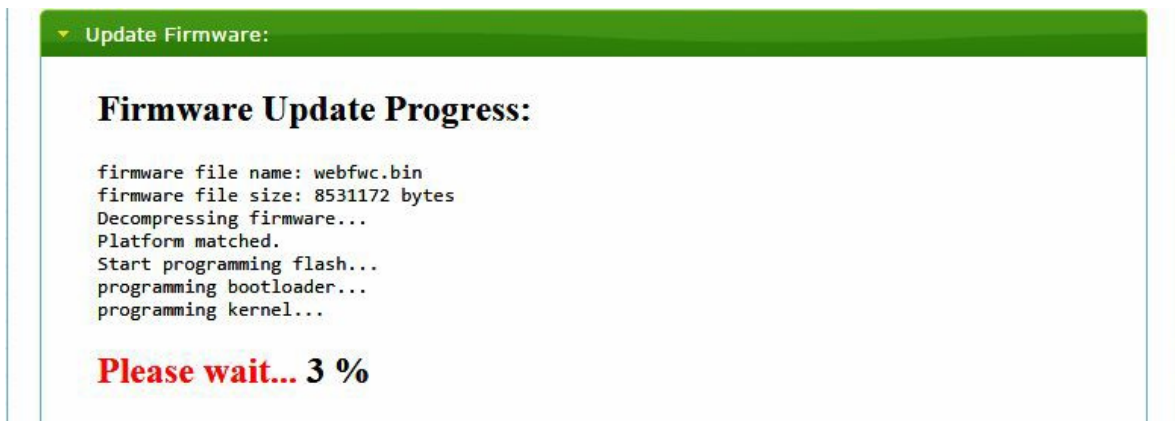 Update Firmware:
Firmware Update Progress:
firmware file name: webfwc.bin
firmware file size: 8531172 bytes
Decompressing firmware...
Platform matched.
Start programming flash...
programming bootloader...
programming kernel...
Please wait... 3 %